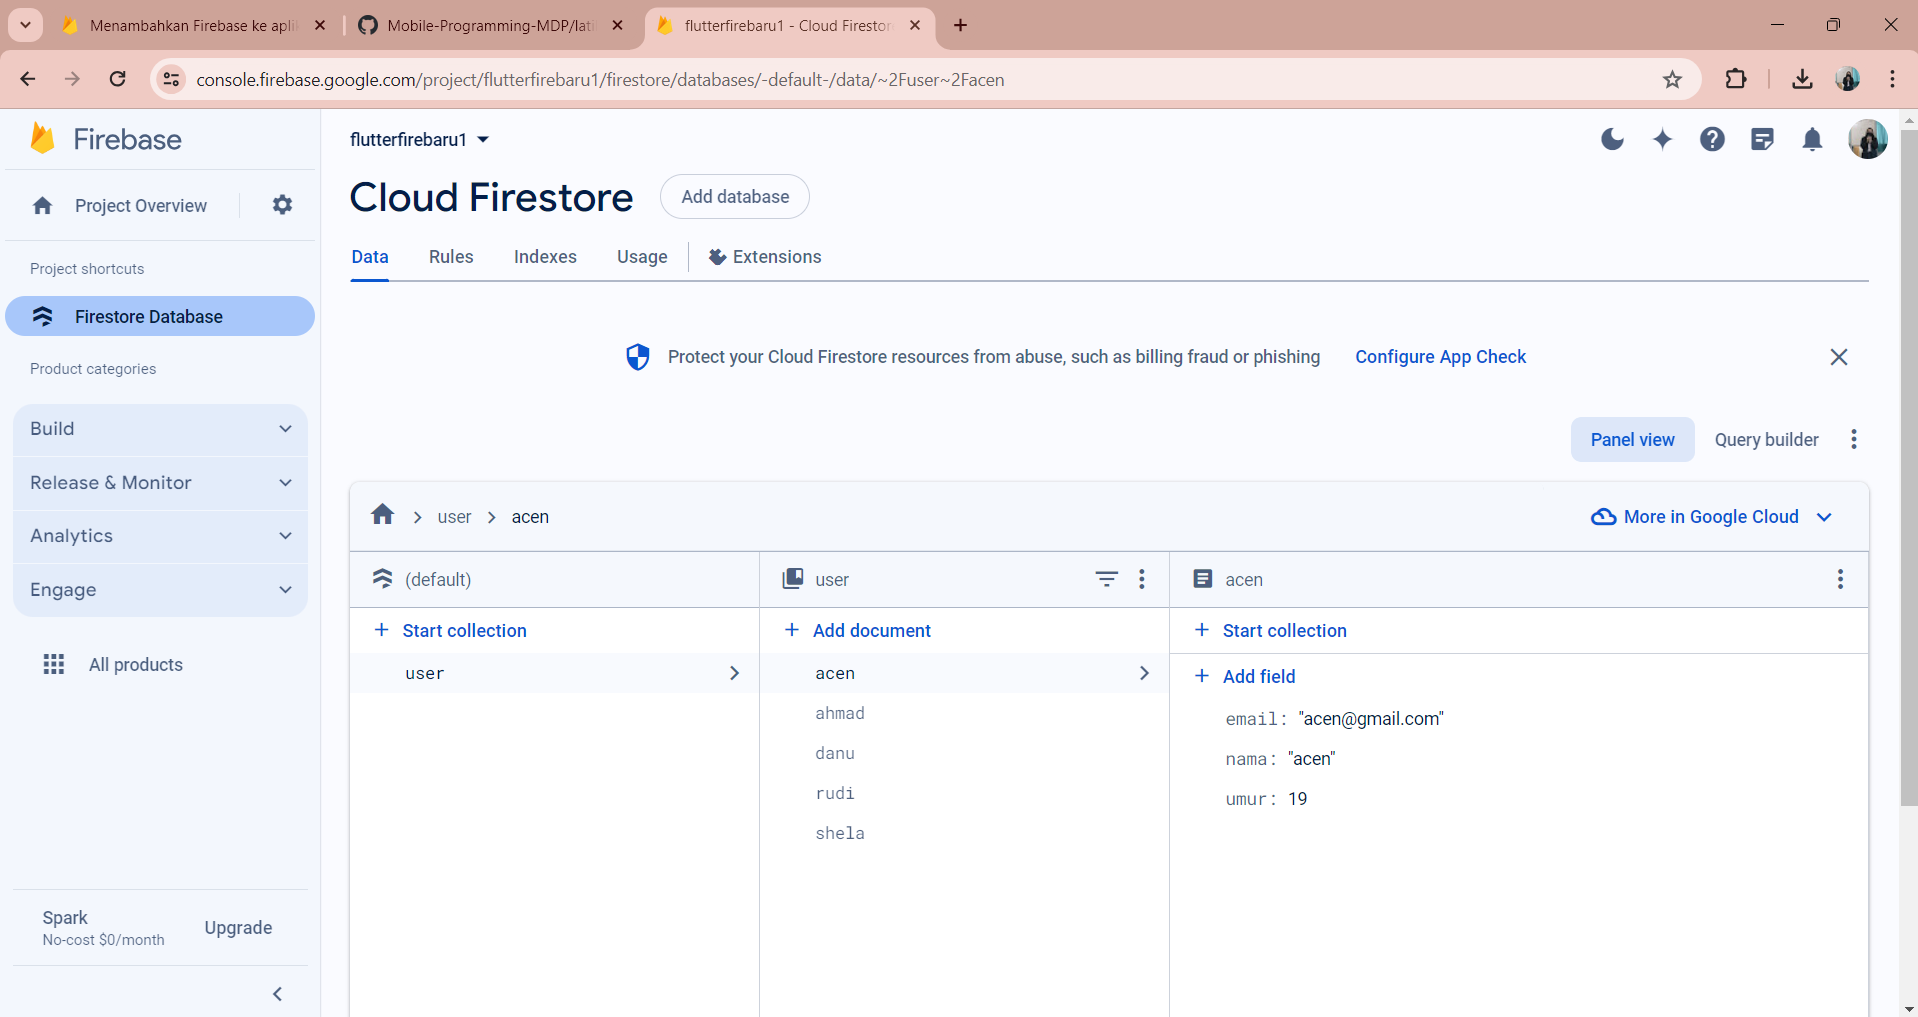 Menambahkan Firebase ke apli
Mobile-Programming-MDP/lati
flutterfirebaru1 - Cloud Firestor
console.firebase.google.com/project/flutterfirebaru1/firestore/databases/-default-/data/~2Fuser~2Facen
Firebase
flutterfirebaru1
Project Overview
Cloud Firestore
Add database
Data
Rules
Indexes
Usage
Extensions
Project shortcuts
Firestore Database
Product categories
Protect your Cloud Firestore resources from abuse, such as billing fraud or phishing
Configure App Check
Build
Release & Monitor
Analytics
Engage
All products
Panel view
Query builder
user
acen
More in Google Cloud
(default)
user
acen
+ Start collection
+ Add document
+ Start collection
user
acen
ahmad
danu
rudi
shela
+ Add field
email: "acen@gmail.com"
nama: "acen"
umur: 19
Spark
No-cost $0/month
Upgrade